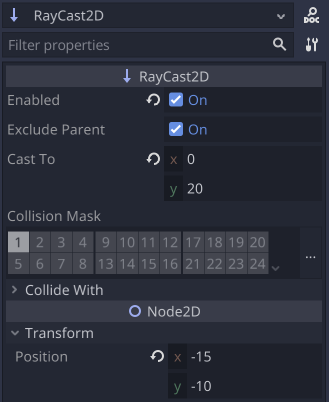 RayCast2D
DOC
Filter properties
RayCast2D
Enabled On
Exclude Parent On
Cast To x 0
y 20
Collision Mask
1 2 3 4 9 10 11 12 17 18 19 20
5 6 7 8 13 14 15 16 21 22 23 24
...
Collide With
Node2D
Transform
Position x -15
y -10